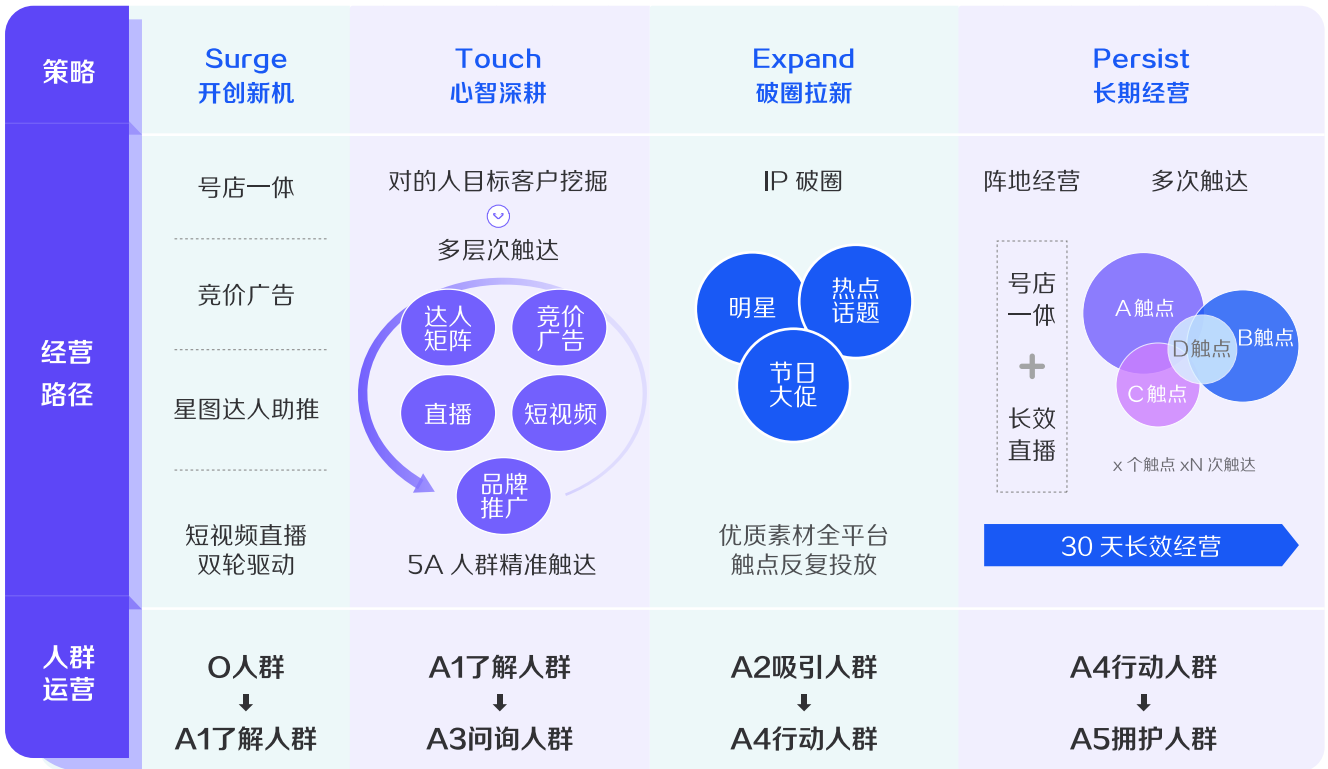 策略
Surge
开创新机
Touch
心智深耕
Expand
破圈拉新
Persist
长期经营
经营
路径
号店一体
竞价广告
星图达人助推
短视频直播
双轮驱动
对的人目标客户挖掘
多层次触达
达人
矩阵
竞价
广告
直播
短视频
品牌
推广
5A 人群精准触达
IP 破圈
明星
热点
话题
节日
大促
优质素材全平台
触点反复投放
阵地经营
多次触达
号店
一体
+
长效
直播
A触点
B触点
D触点
C触点
x 个触点 xN 次触达
30 天长效经营
人群
运营
O人群
A1了解人群
A1了解人群
A3问询人群
A2吸引人群
A4行动人群
A4行动人群
A5拥护人群